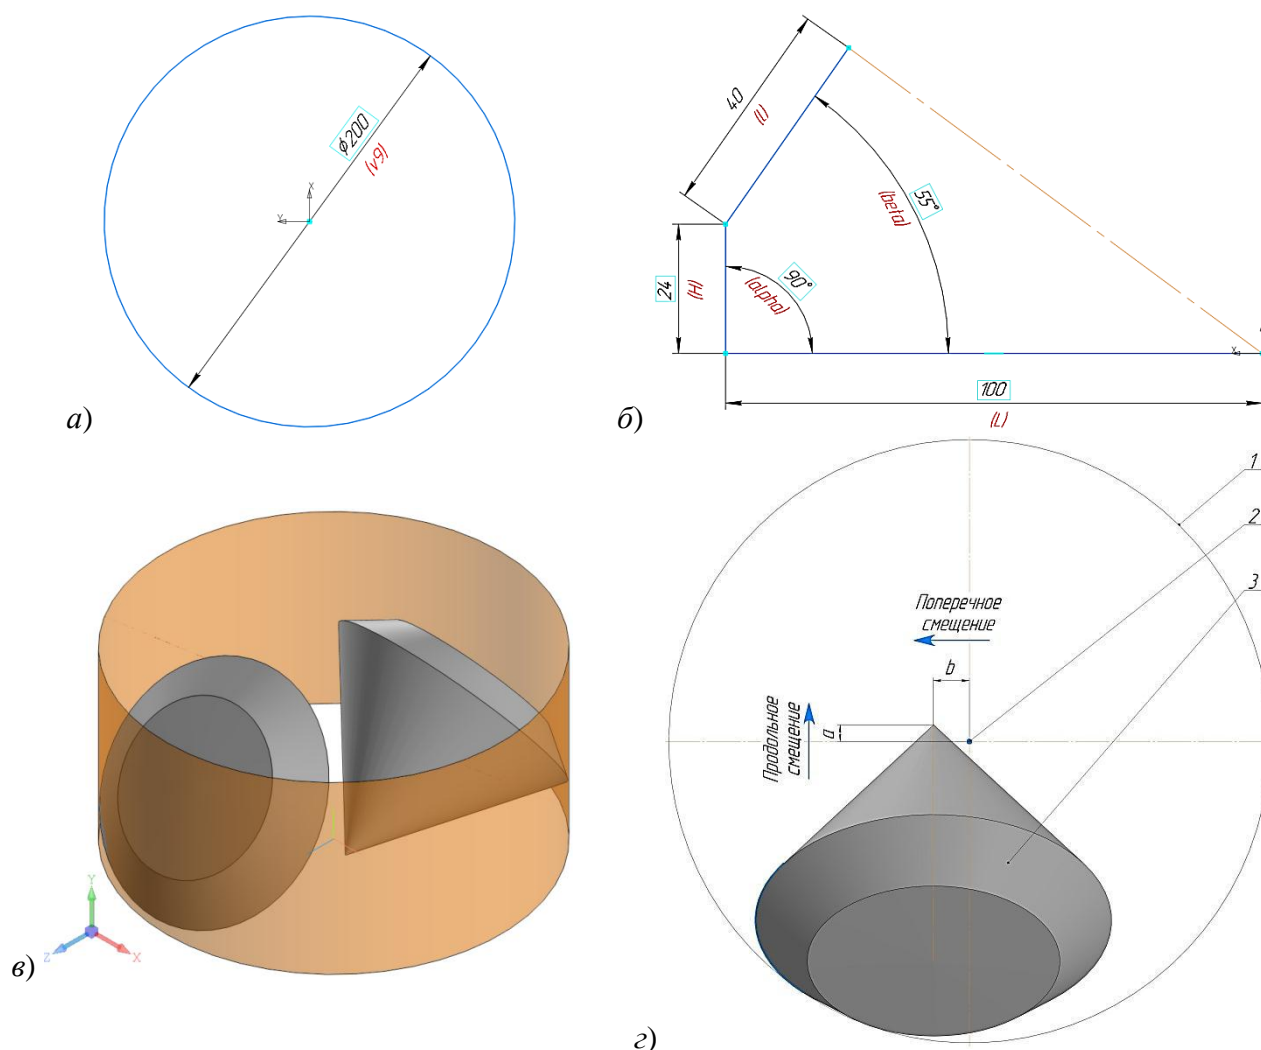 ϕ200
(v9)
X
Y
а)
40
(l)
55°
(beta)
90°
(alpha)
24
(H)
X
100
(L)
б)
Y
Z
X
в)
1
2
3
Поперечное
смещение
b
Продольное
смещение
a
г)